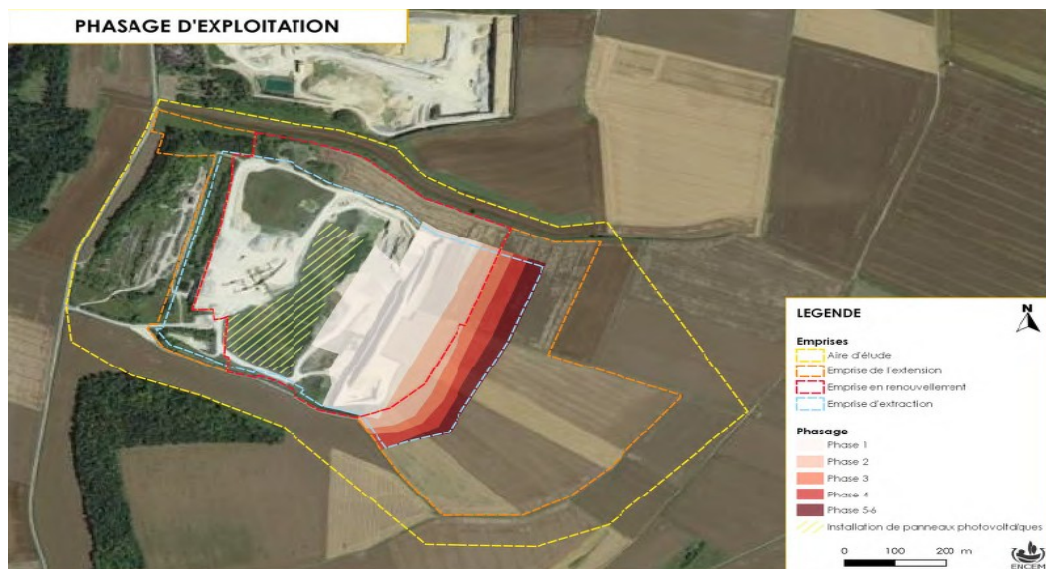 PHASAGE D'EXPLOITATION
LEGENDE
N
Emprises
Aire d'étude
Emprise de l'extension
Emprise en renouvellement
Emprise d'extraction
Phasage
Phase 1
Phase 2
Phase 3
Phase 4
Phase 5-6
Installation de panneaux photovoltaïques
0 100 200 m
ENCEM